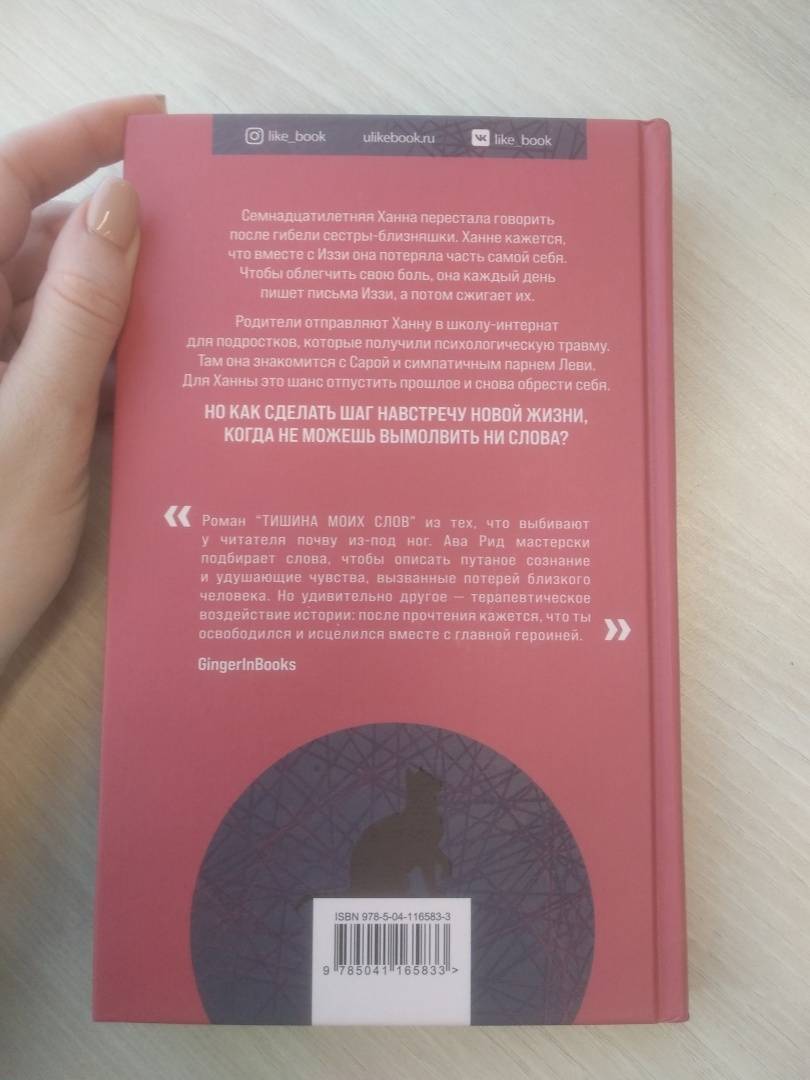 like_book ulikebook.ru like_book
Семнадцатилетняя Ханна перестала говорить
после гибели сестры-близняшки. Ханне кажется,
что вместе с Иззи она потеряла часть самой себя.
Чтобы облегчить свою боль, она каждый день
пишет письма Иззи, а потом сжигает их.
Родители отправляют Ханну в школу-интернат
для подростков, которые получили психологическую травму.
Там она знакомится с Сарой и симпатичным парнем Леви.
Для Ханны это шанс отпустить прошлое и снова обрести себя.
НО КАК СДЕЛАТЬ ШАГ НАВСТРЕЧУ НОВОЙ ЖИЗНИ,
КОГДА НЕ МОЖЕШЬ ВЫМОЛВИТЬ НИ СЛОВА?
« Роман "ТИШИНА МОИХ СЛОВ" из тех, что выбивают
у читателя почву из-под ног. Ава Рид мастерски
подбирает слова, чтобы описать путаное сознание
и удушающие чувства, вызванные потерей близкого
человека. Но удивительно другое — терапевтическое
воздействие истории: после прочтения кажется, что ты
освободился и исцелился вместе с главной героиней. »
GingerInBooks
ISBN 978-5-04-116583-3
9 785041 165833 >